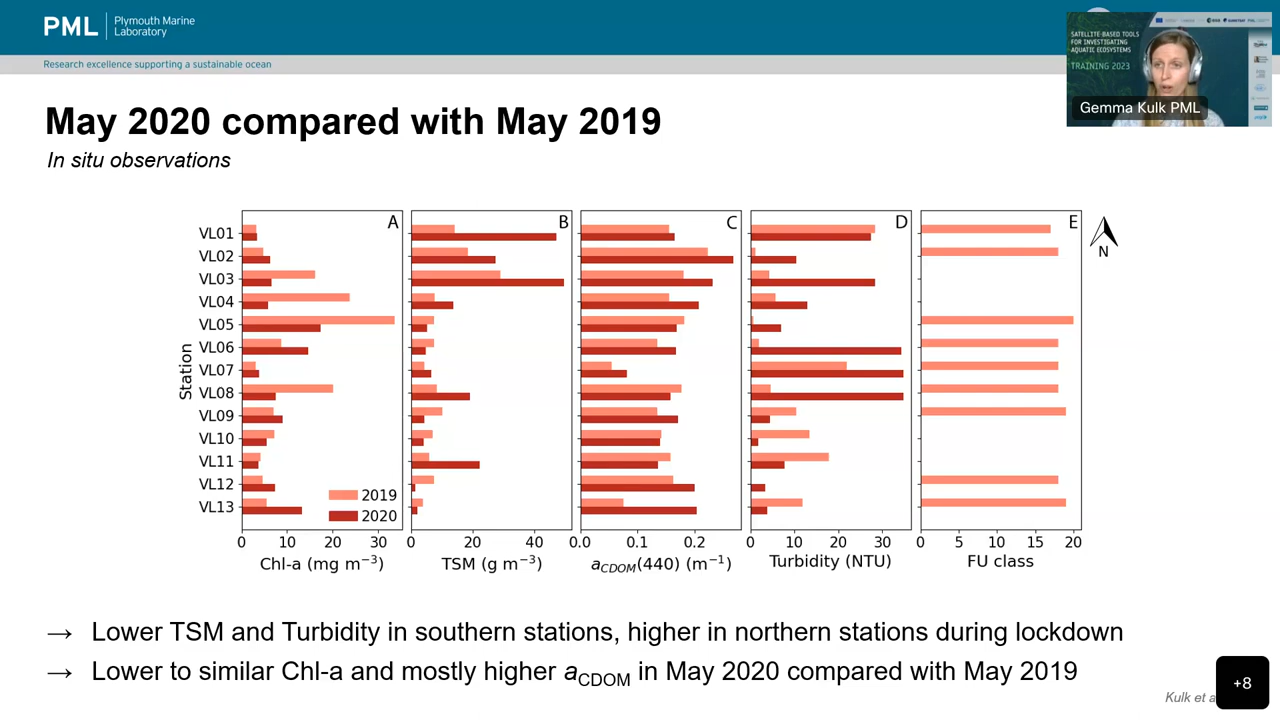 PML
Plymouth Marine
Laboratory
Research excellence supporting a sustainable ocean
SATELLITE-BASED TOOLS
FOR INVESTIGATING
AQUATIC ECOSYSTEMS
TRAINING 2023
Gemma Kulk PML
May 2020 compared with May 2019
In situ observations
A
B
C
D
E
N
Station
VL01
VL02
VL03
VL04
VL05
VL06
VL07
VL08
VL09
VL10
VL11
VL12
VL13
2019
2020
0 10 20 30
Chl-a (mg m⁻³)
0 20 40
TSM (g m⁻³)
0.0 0.1 0.2
aCDOM(440) (m⁻¹)
0 10 20 30
Turbidity (NTU)
0 5 10 15 20
FU class
→ Lower TSM and Turbidity in southern stations, higher in northern stations during lockdown
→ Lower to similar Chl-a and mostly higher aCDOM in May 2020 compared with May 2019
Kulk et a
+8